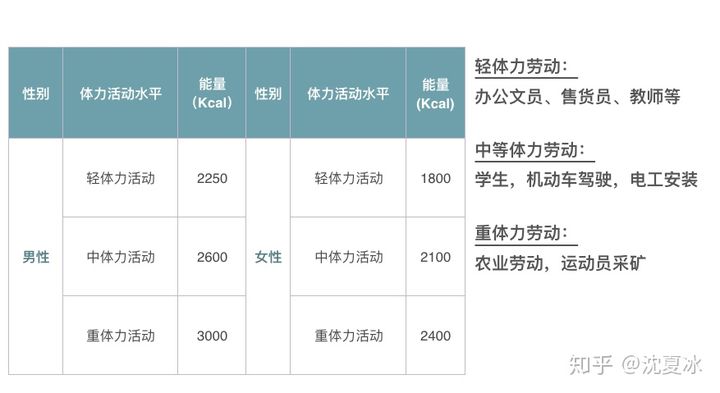 性别 体力活动水平 能量（Kcal） 性别 体力活动水平 能量(Kcal)
男性 轻体力活动 2250 女性 轻体力活动 1800
中体力活动 2600 中体力活动 2100
重体力活动 3000 重体力活动 2400
轻体力劳动：
办公文员、售货员、教师等
中等体力劳动：
学生，机动车驾驶，电工安装
重体力劳动：
农业劳动，运动员采矿
知乎 @沈夏冰